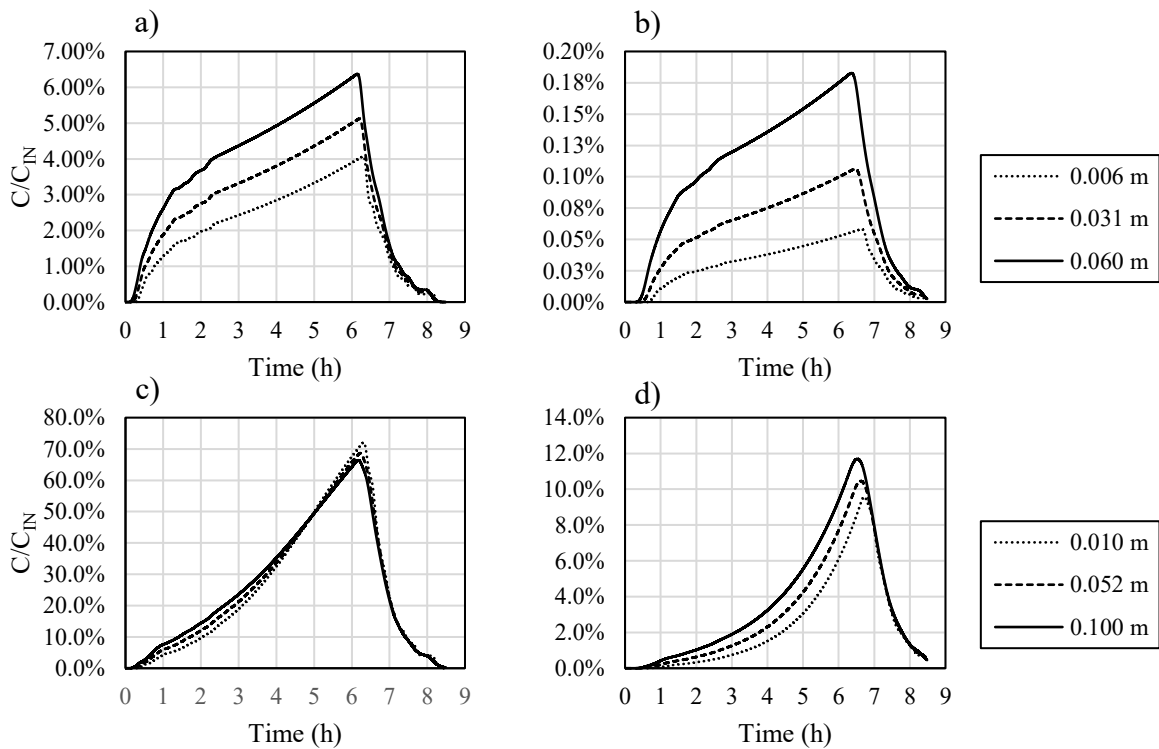 a)
7.00%
6.00%
5.00%
4.00%
3.00%
2.00%
1.00%
0.00%
C/C_IN
0 1 2 3 4 5 6 7 8 9
Time (h)
b)
0.20%
0.18%
0.15%
0.13%
0.10%
0.08%
0.05%
0.03%
0.00%
0 1 2 3 4 5 6 7 8 9
Time (h)
0.006 m
0.031 m
0.060 m
c)
80.0%
70.0%
60.0%
50.0%
40.0%
30.0%
20.0%
10.0%
0.0%
C/C_IN
0 1 2 3 4 5 6 7 8 9
Time (h)
d)
14.0%
12.0%
10.0%
8.0%
6.0%
4.0%
2.0%
0.0%
0 1 2 3 4 5 6 7 8 9
Time (h)
0.010 m
0.052 m
0.100 m